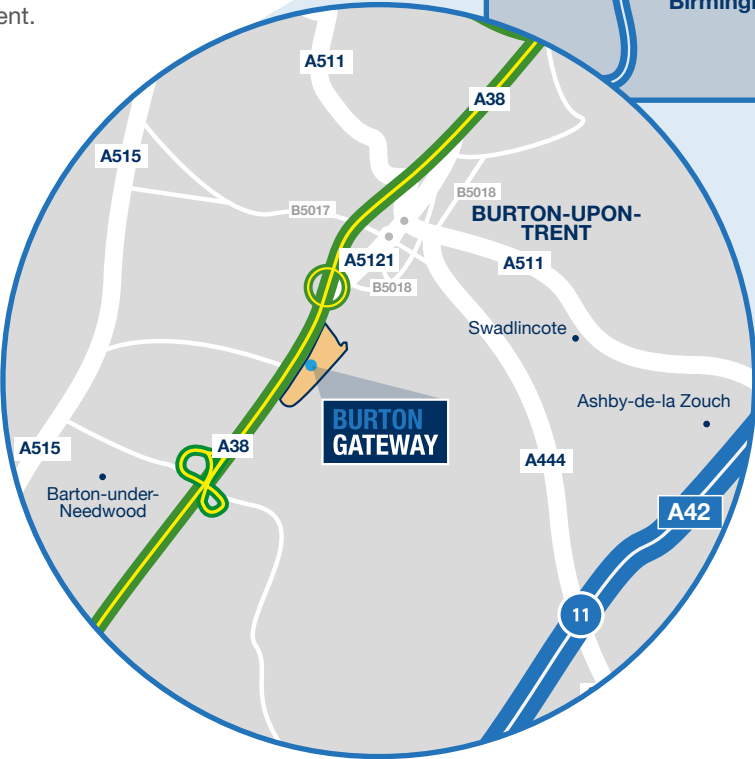 ent.
A511
A38
A515
B5018
B5017
BURTON-UPON-
TRENT
A5121
A511
B5018
Swadlincote
Ashby-de-la Zouch
BURTON
GATEWAY
A38
A515
A444
Barton-under-
Needwood
A42
11